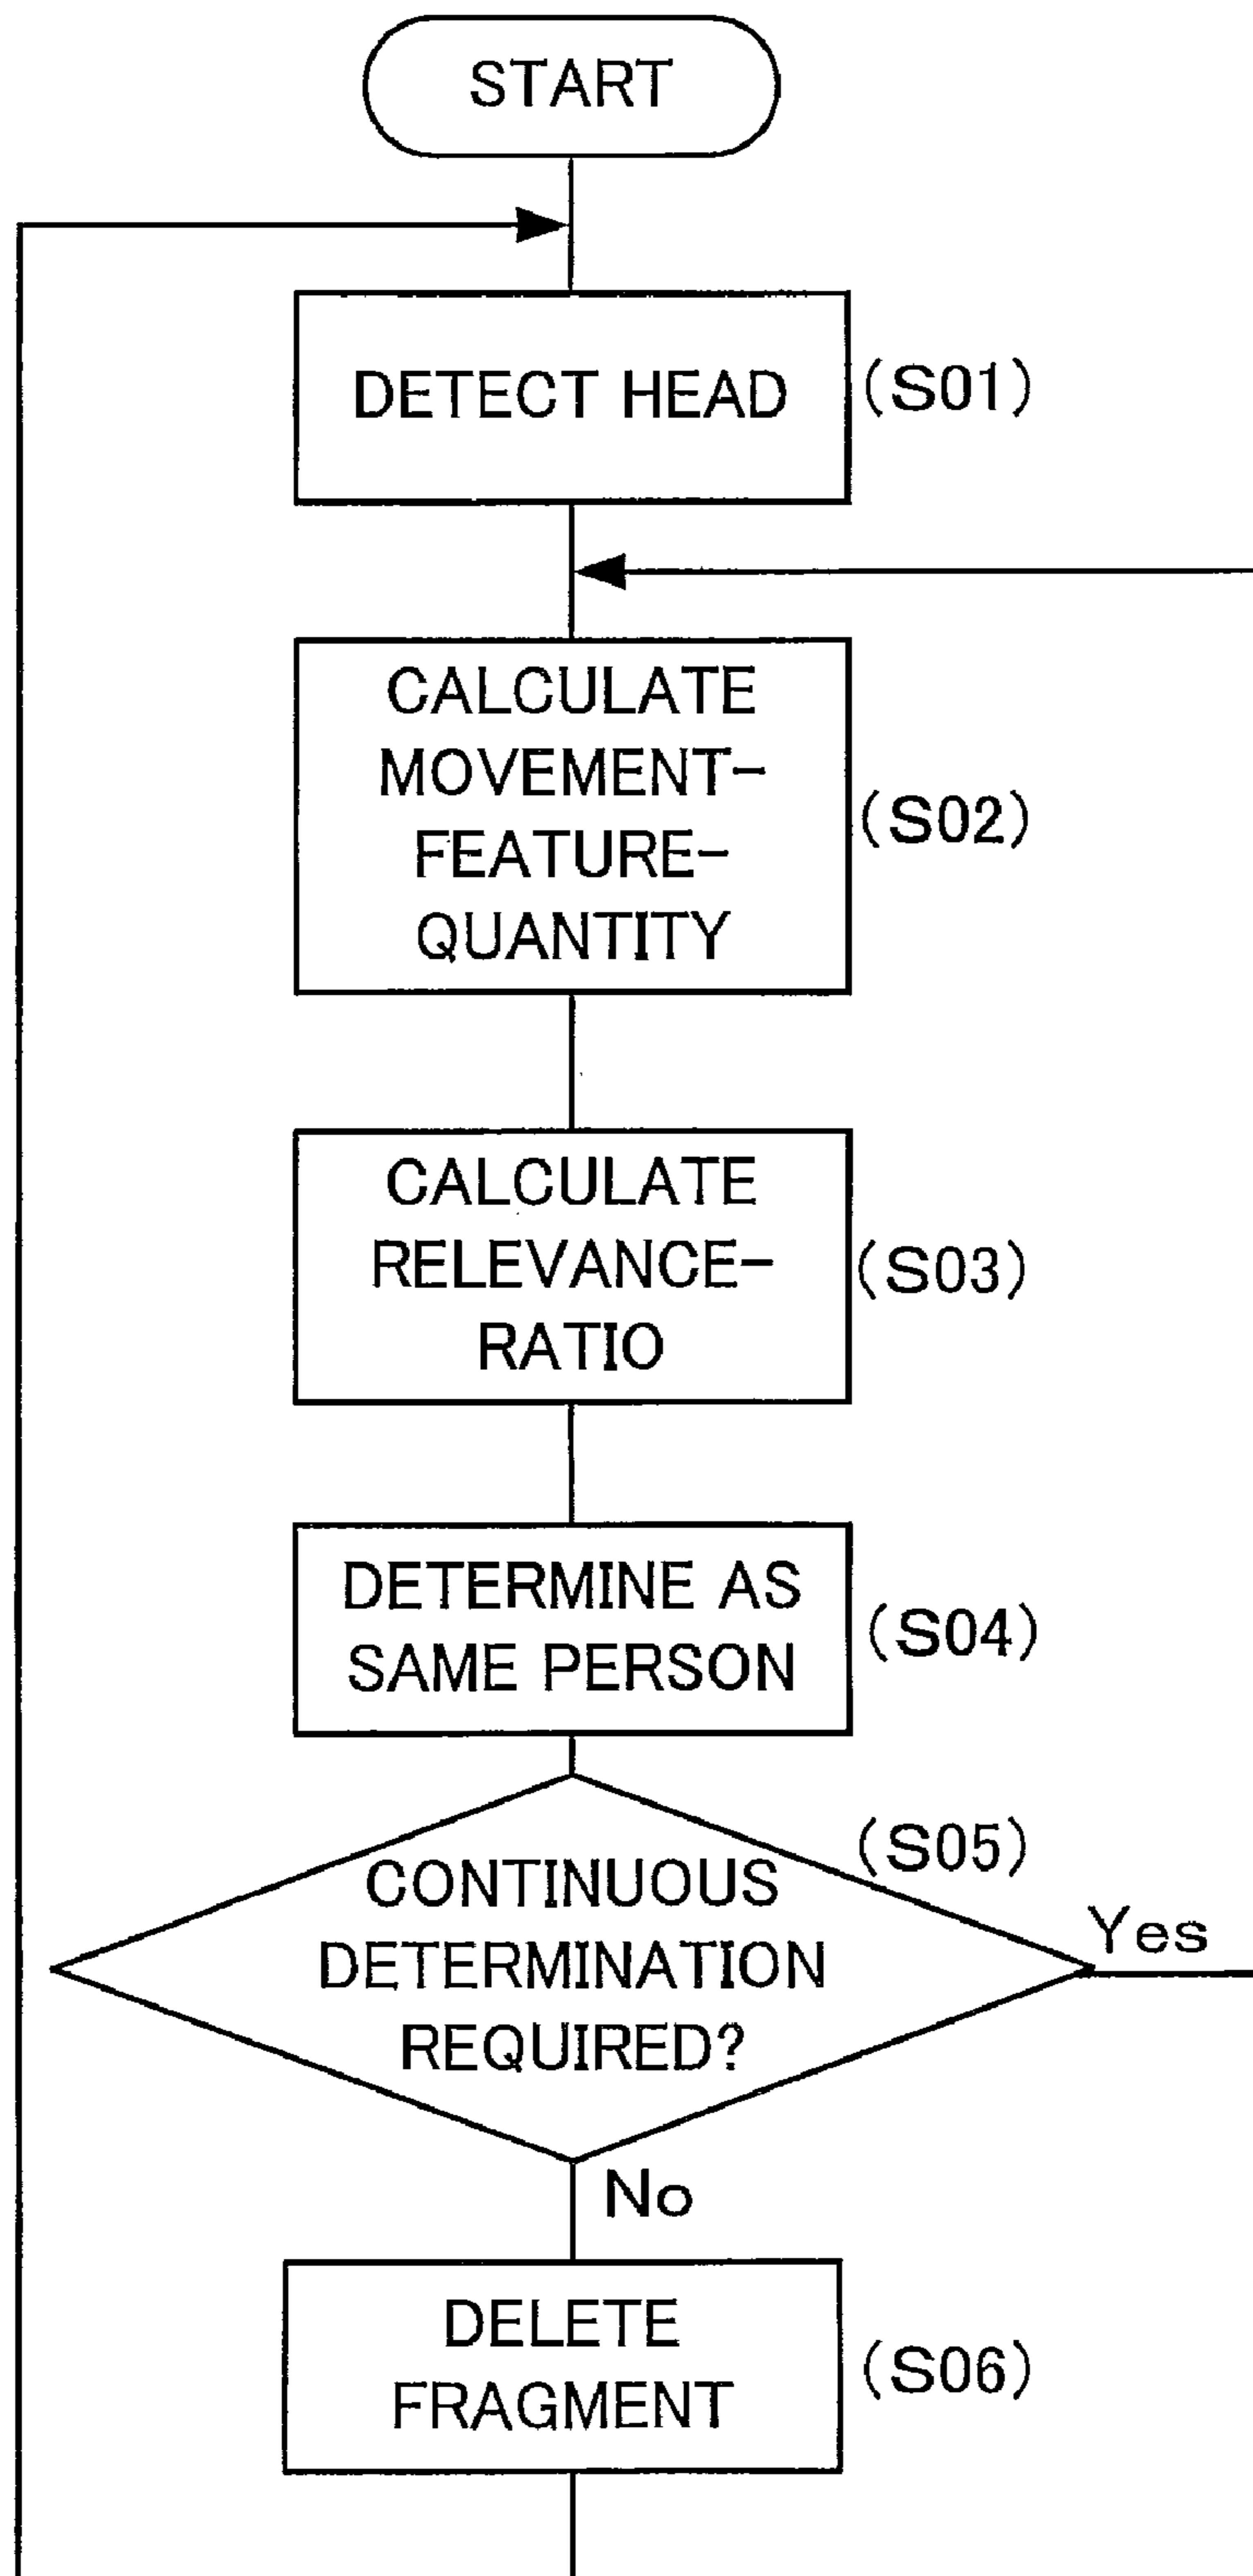 START
DETECT HEAD
(S01)
CALCULATE
MOVEMENT-
FEATURE-
QUANTITY
(S02)
CALCULATE
RELEVANCE-
RATIO
(S03)
DETERMINE AS
SAME PERSON
(S04)
(S05)
CONTINUOUS
DETERMINATION
REQUIRED?
Yes
No
DELETE
FRAGMENT
(S06)